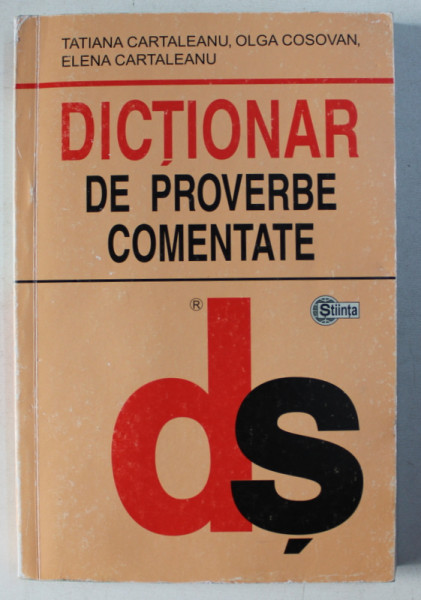 TATIANA CARTALEANU, OLGA COSOVAN,
ELENA CARTALEANU
DICȚIONAR
DE PROVERBE
COMENTATE
®
Știința
dș